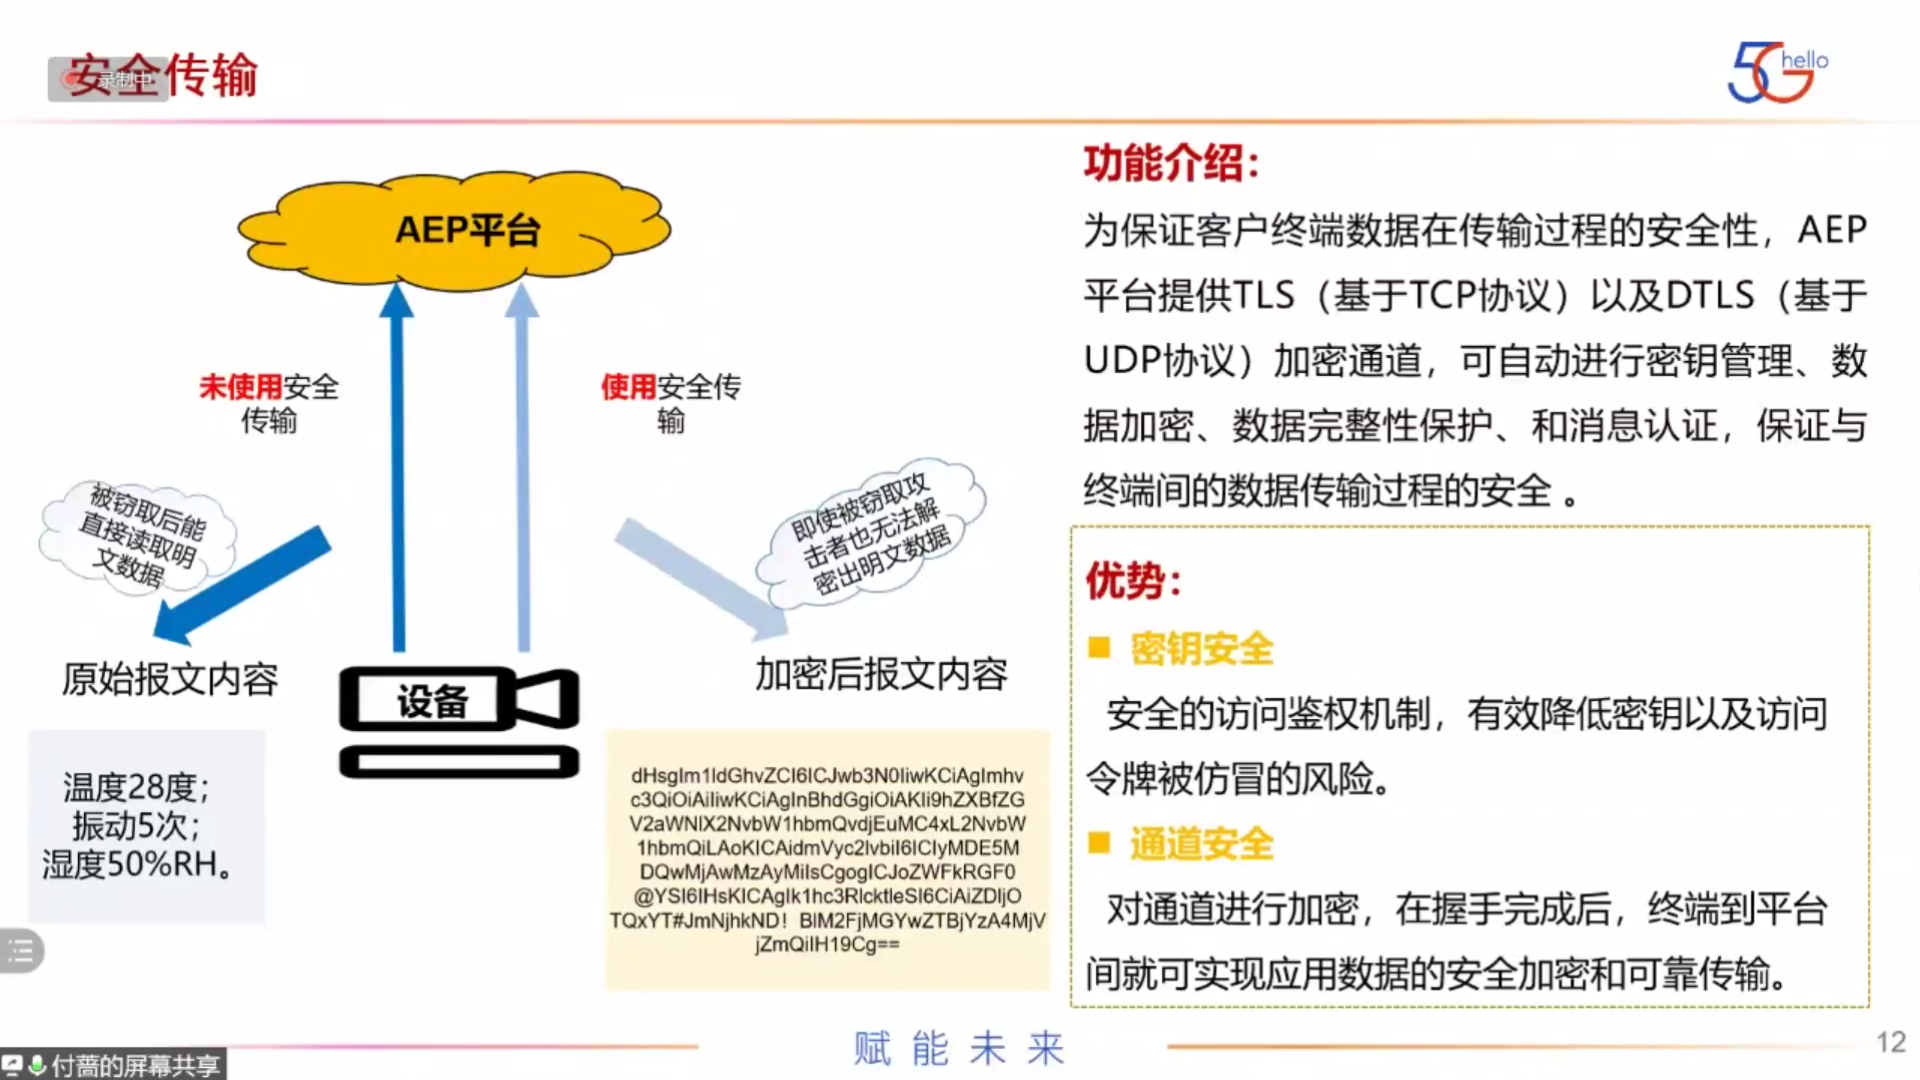 安全传输
录制中
5G hello
AEP平台
未使用安全
传输
使用安全传
输
被窃取后能
直接读取明
文数据
即使被窃取攻
击者也无法解
密出明文数据
原始报文内容
设备
加密后报文内容
温度28度；
振动5次；
湿度50%RH。
dHsgIm1ldGhvZCI6ICJwb3N0IiwKCiAgImhv
c3QiOiAiIiwKCiAgInBhdGgiOiAKIi9hZXBfZG
V2aWNlX2NvbW1hbmQvdjEuMC4xL2NvbW
1hbmQiLAoKICAidmVyc2lvbiI6ICIyMDE5M
DQwMjAwMzAyMiIsCgogICJoZWFkRGF0
@YSI6IHsKICAgIk1hc3RlcktleSI6CiAiZDljO
TQxYT#JmNjhkND！BlM2FjMGYwZTBjYzA4MjV
jZmQiIH19Cg==
功能介绍：
为保证客户终端数据在传输过程的安全性，AEP
平台提供TLS（基于TCP协议）以及DTLS（基于
UDP协议）加密通道，可自动进行密钥管理、数
据加密、数据完整性保护、和消息认证，保证与
终端间的数据传输过程的安全 。
优势：
■ 密钥安全
安全的访问鉴权机制，有效降低密钥以及访问
令牌被仿冒的风险。
■ 通道安全
对通道进行加密，在握手完成后，终端到平台
间就可实现应用数据的安全加密和可靠传输。
赋能未来
12
付蔷的屏幕共享